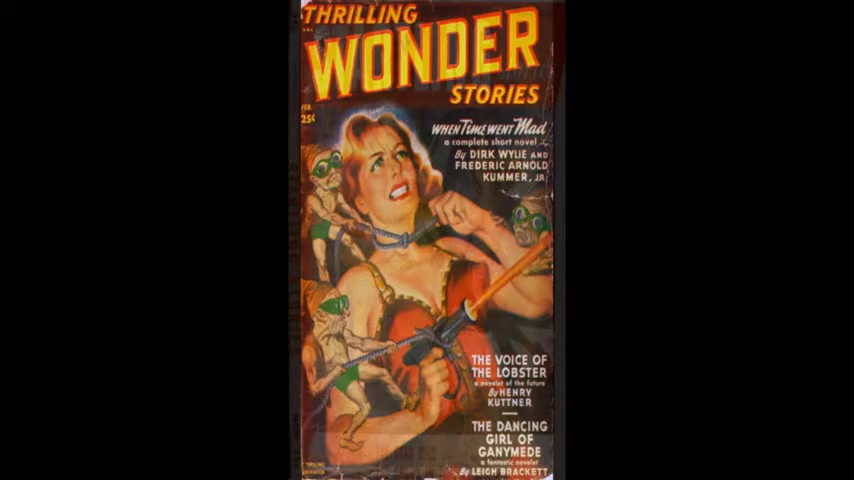 THRILLING
WONDER
STORIES
25¢
WHEN TIME WENT MAD
a complete short novel
By DIRK WYLIE AND
FREDERIC ARNOLD
KUMMER, JR.
THE VOICE OF
THE LOBSTER
a novelet of the future
By HENRY
KUTTNER
THE DANCING
GIRL OF
GANYMEDE
a fantastic novelet
By LEIGH BRACKETT
THRILLING